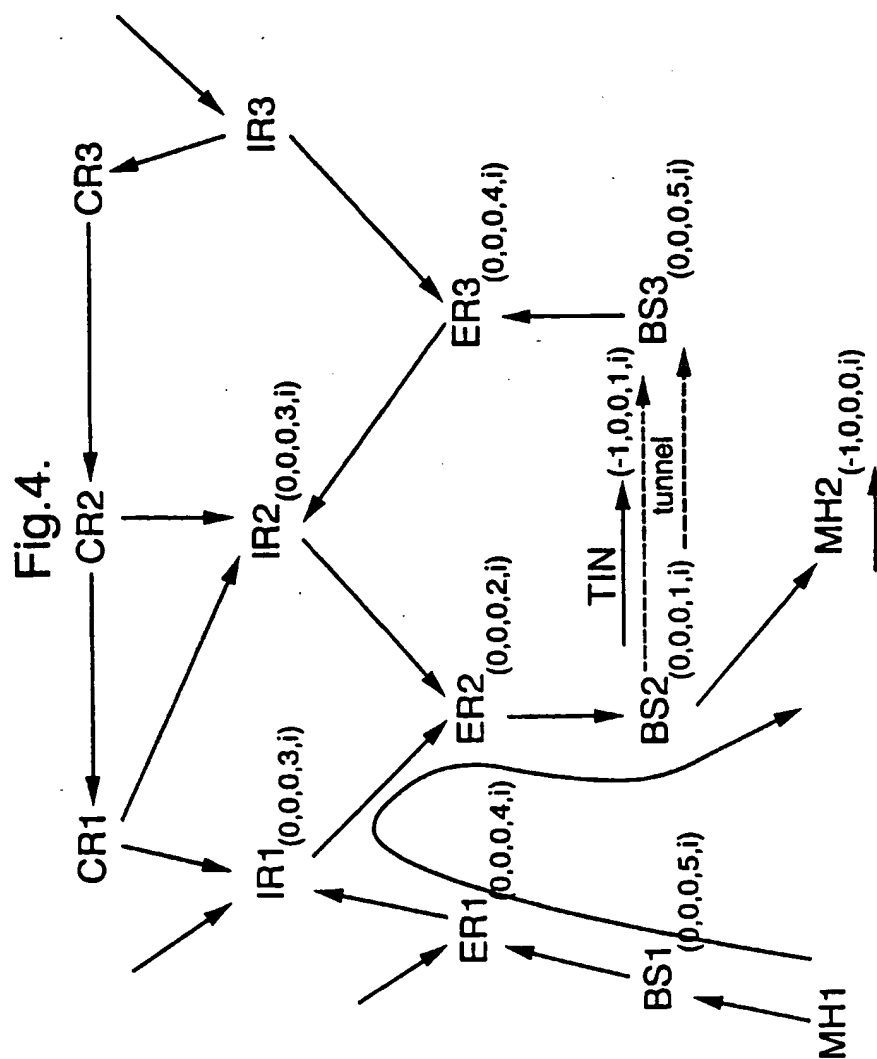 Fig.4.
CR1
CR2
CR3
IR1(0,0,0,3,i)
IR2(0,0,0,3,i)
IR3
ER1(0,0,0,4,i)
ER2(0,0,0,2,i)
ER3(0,0,0,4,i)
TIN
(-1,0,0,1,i)
tunnel
BS1(0,0,0,5,i)
BS2(0,0,0,1,i)
BS3(0,0,0,5,i)
MH1
MH2(-1,0,0,0,i)